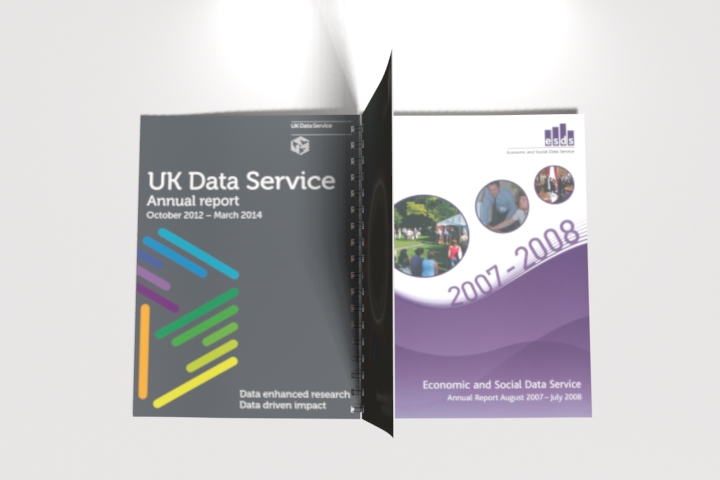 UK Data Service
UK Data Service
Annual report
October 2012 – March 2014
Data enhanced research
Data driven impact
esds
Economic and Social Data Service
2007-2008
Economic and Social Data Service
Annual Report August 2007 – July 2008